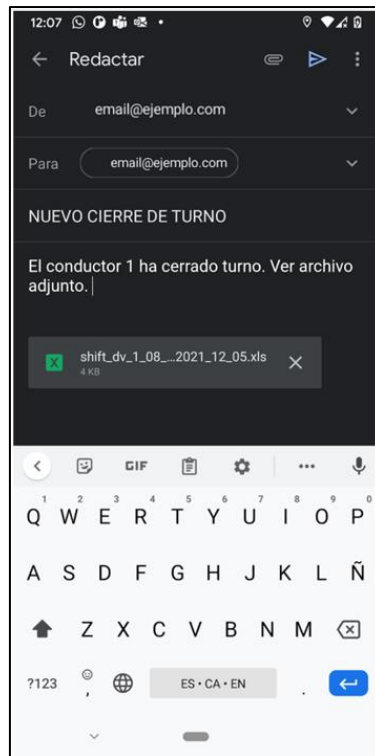 12:07
Redactar
De email@ejemplo.com
Para email@ejemplo.com
NUEVO CIERRE DE TURNO
El conductor 1 ha cerrado turno. Ver archivo
adjunto.
X shift_dv_1_08_...2021_12_05.xls
4 KB
GIF
1 2 3 4 5 6 7 8 9 0
Q W E R T Y U I O P
A S D F G H J K L Ñ
Z X C V B N M
?123 , ES • CA • EN .